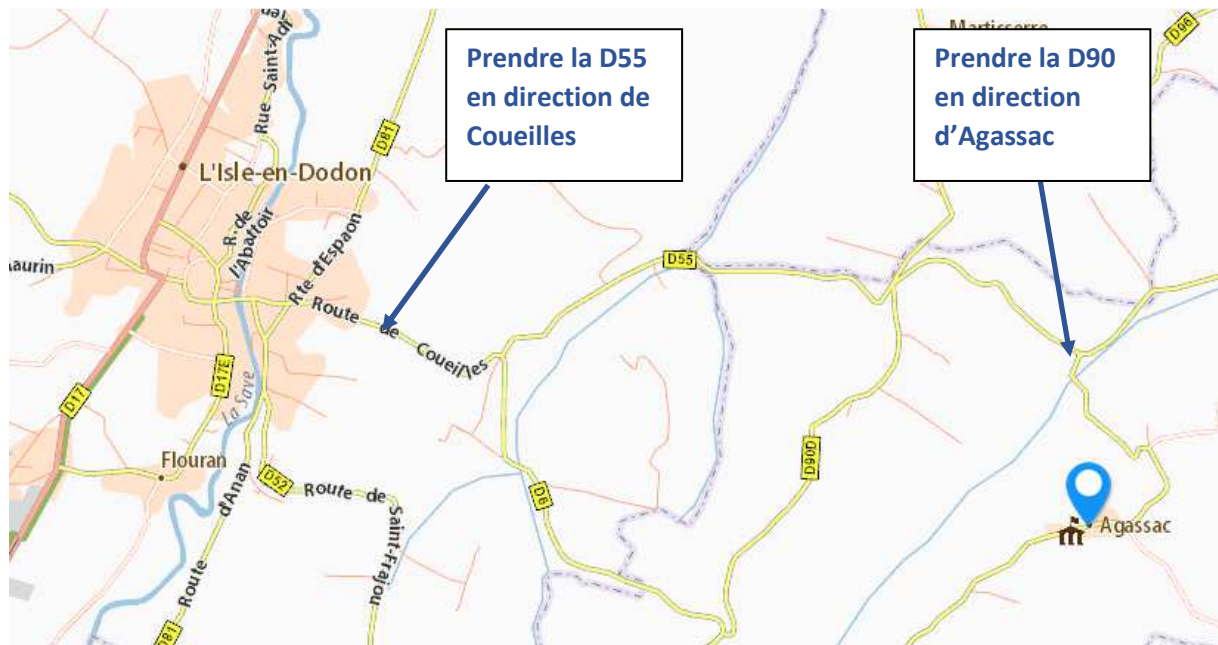 Prendre la D55
en direction de
Coueilles
Prendre la D90
en direction
d’Agassac
Martisserre
D96
Rue Saint-Adr
D81
L'Isle-en-Dodon
R. de
l'Abattoir
Rte d'Espaon
D55
aurin
Route de Coueilles
D17E
D17
La Save
Flouran
D90D
D52
Route de
Saint-Frajou
D6
Route d'Anan
Agassac
D81